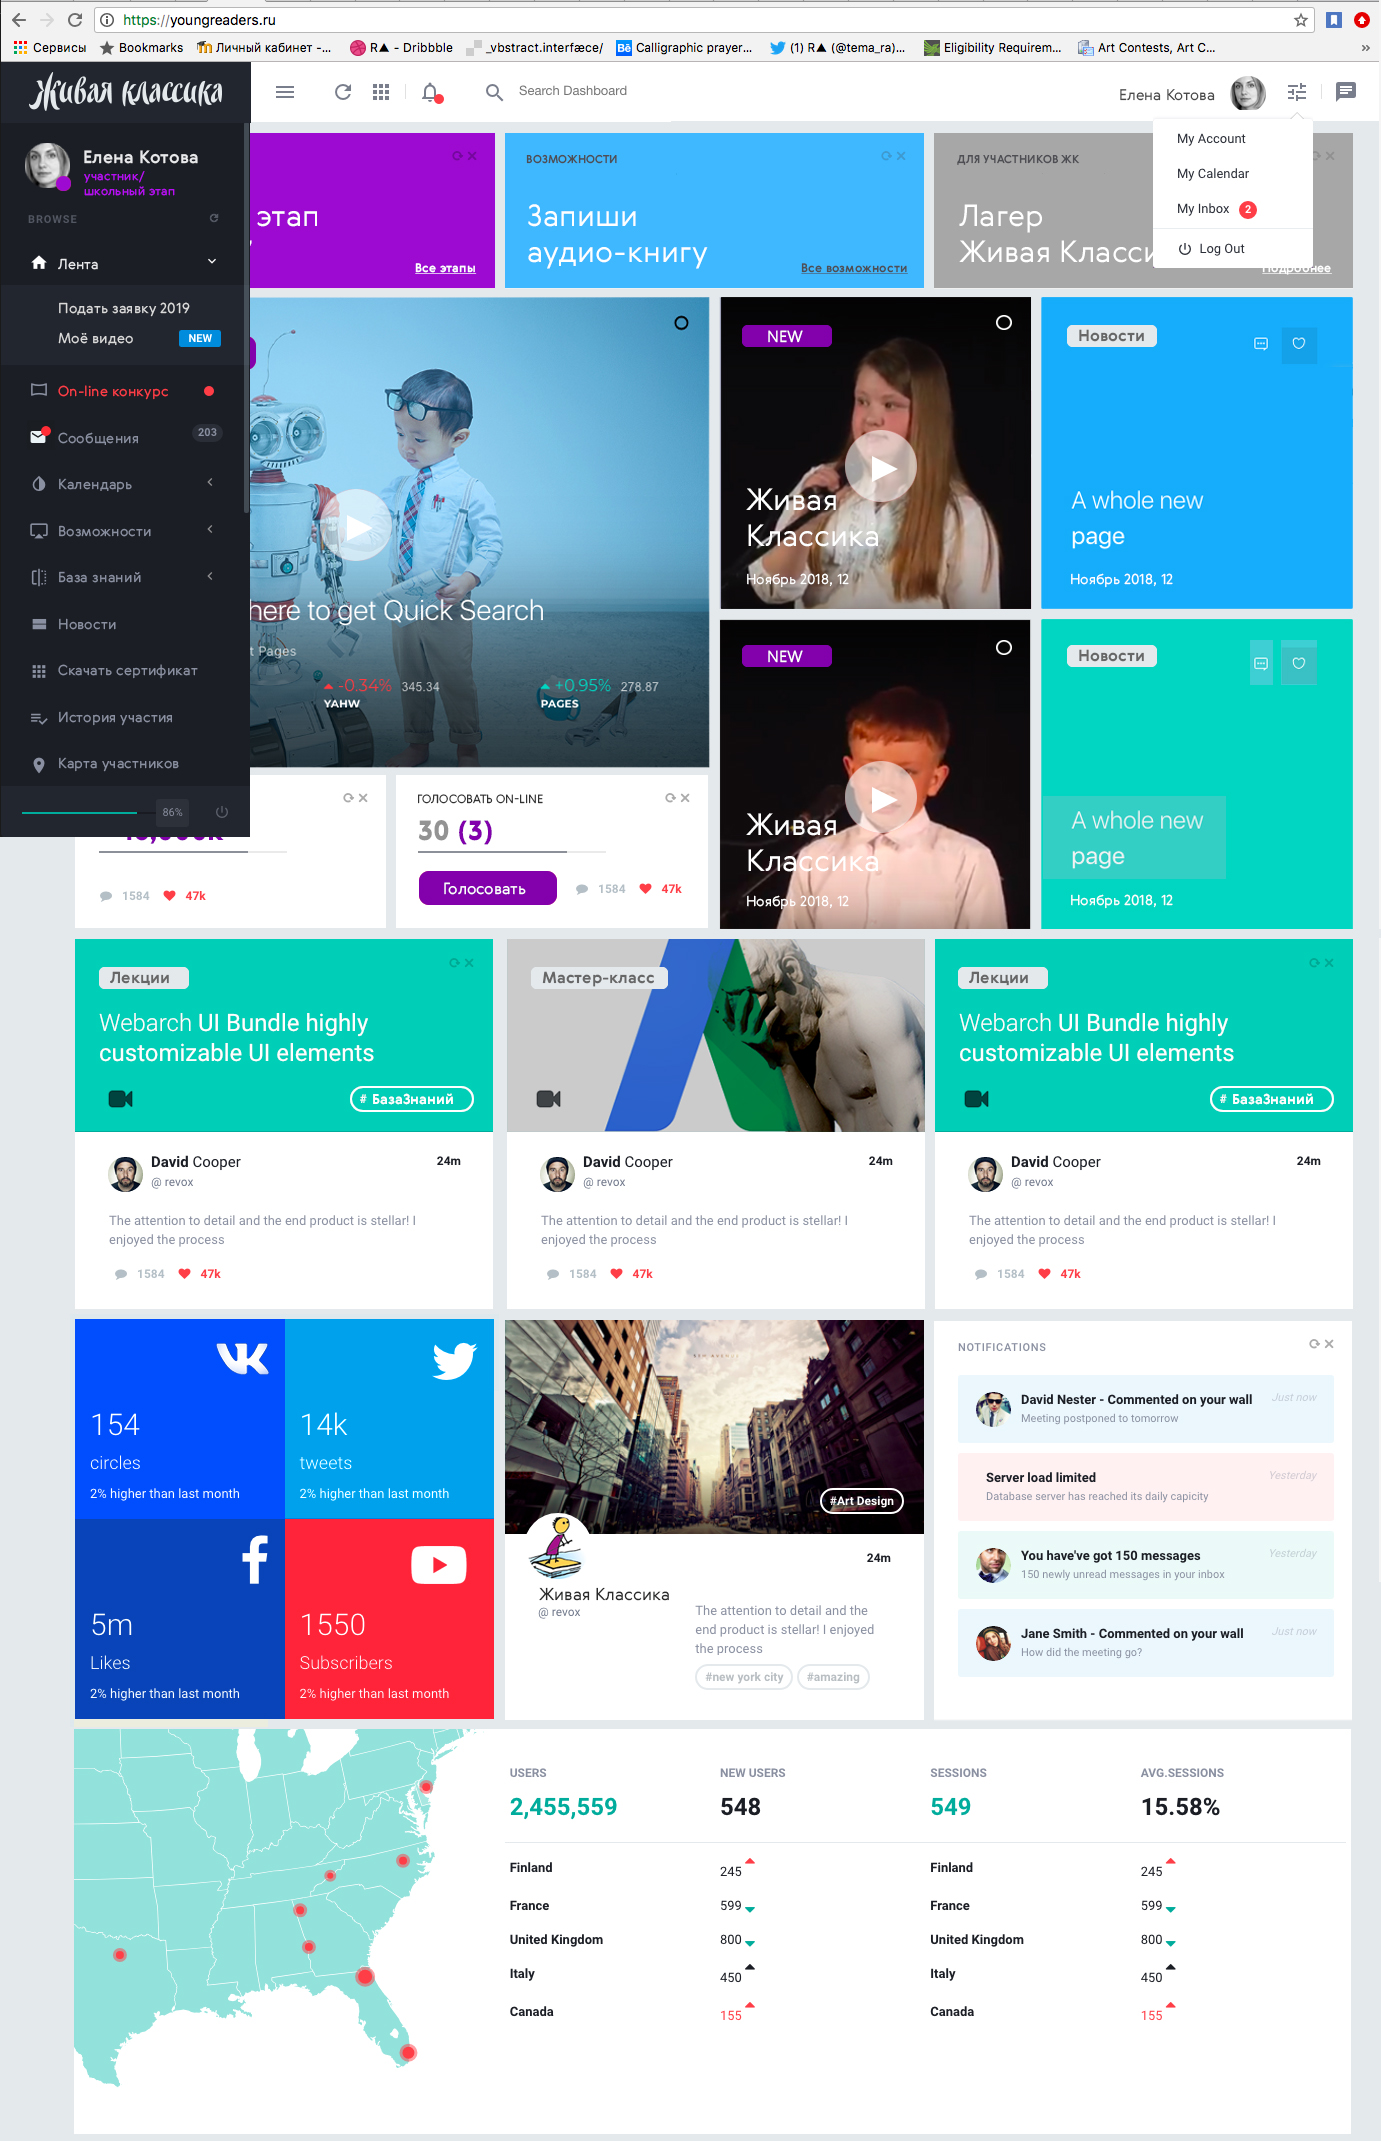 https://youngreaders.ru
Сервисы
Bookmarks
Личный кабинет -...
R▲ - Dribbble
_vbstract.interfæce/
Calligraphic prayer...
(1) R▲ (@tema_ra)...
Eligibility Requirem...
Art Contests, Art C...
»
Живая классика
Search Dashboard
Елена Котова
My Account
My Calendar
My Inbox 2
Log Out
Елена Котова
участник/
школьный этап
BROWSE
Лента
Подать заявку 2019
Моё видео NEW
On-line конкурс
Сообщения 203
Календарь
Возможности
База знаний
Новости
Скачать сертификат
История участия
Карта участников
86%
этап
Все этапы
ВОЗМОЖНОСТИ
Запиши
аудио-книгу
Все возможности
ДЛЯ УЧАСТНИКОВ ЖК
Лагер
Живая Класси
Подробнее
here to get Quick Search
t Pages
-0.34% 345.34
YAHW
+0.95% 278.87
PAGES
NEW
Живая
Классика
Ноябрь 2018, 12
Новости
A whole new
page
Ноябрь 2018, 12
NEW
Живая
Классика
Ноябрь 2018, 12
Новости
A whole new
page
Ноябрь 2018, 12
1584 47k
ГОЛОСОВАТЬ ON-LINE
30 (3)
Голосовать
1584 47k
Лекции
Webarch UI Bundle highly
customizable UI elements
# БазаЗнаний
David Cooper 24m
@ revox
The attention to detail and the end product is stellar! I
enjoyed the process
1584 47k
Мастер-класс
David Cooper 24m
@ revox
The attention to detail and the end product is stellar! I
enjoyed the process
1584 47k
Лекции
Webarch UI Bundle highly
customizable UI elements
# БазаЗнаний
David Cooper 24m
@ revox
The attention to detail and the end product is stellar! I
enjoyed the process
1584 47k
154
circles
2% higher than last month
14k
tweets
2% higher than last month
5m
Likes
2% higher than last month
1550
Subscribers
2% higher than last month
#Art Design
24m
Живая Классика
@ revox
The attention to detail and the
end product is stellar! I enjoyed
the process
#new york city #amazing
NOTIFICATIONS
David Nester - Commented on your wall Just now
Meeting postponed to tomorrow
Server load limited Yesterday
Database server has reached its daily capicity
You have've got 150 messages Yesterday
150 newly unread messages in your inbox
Jane Smith - Commented on your wall Just now
How did the meeting go?
USERS NEW USERS SESSIONS AVG.SESSIONS
2,455,559 548 549 15.58%
Finland 245 Finland 245
France 599 France 599
United Kingdom 800 United Kingdom 800
Italy 450 Italy 450
Canada 155 Canada 155